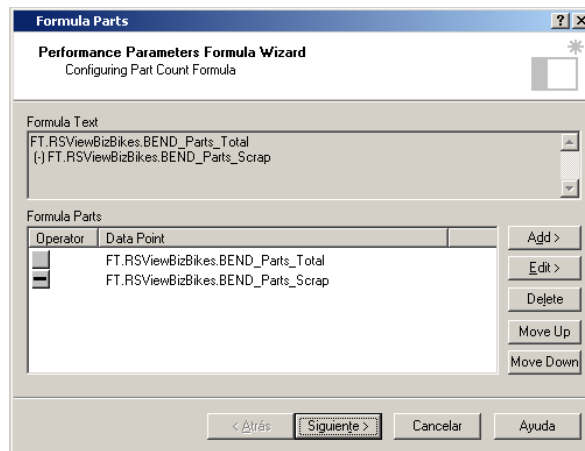 Formula Parts
Performance Parameters Formula Wizard
Configuring Part Count Formula
Formula Text
FT.RSViewBizBikes.BEND_Parts_Total
(-) FT.RSViewBizBikes.BEND_Parts_Scrap
Formula Parts
Operator Data Point
FT.RSViewBizBikes.BEND_Parts_Total
FT.RSViewBizBikes.BEND_Parts_Scrap
Add >
Edit >
Delete
Move Up
Move Down
< Atrás Siguiente > Cancelar Ayuda